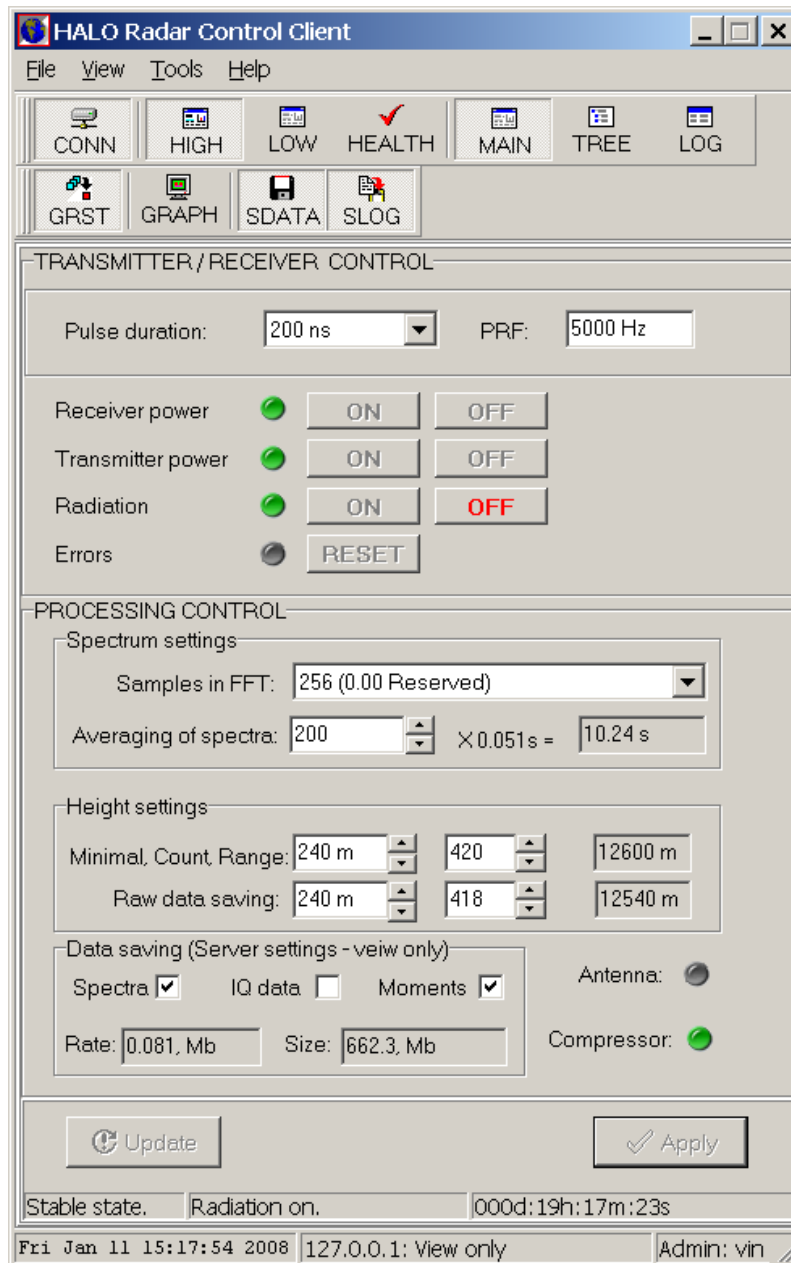 HALO Radar Control Client
File View Tools Help
CONN HIGH LOW HEALTH MAIN TREE LOG
GRST GRAPH SDATA SLOG
TRANSMITTER / RECEIVER CONTROL
Pulse duration: 200 ns PRF: 5000 Hz
Receiver power ON OFF
Transmitter power ON OFF
Radiation ON OFF
Errors RESET
PROCESSING CONTROL
Spectrum settings
Samples in FFT: 256 (0.00 Reserved)
Averaging of spectra: 200 X 0.051s = 10.24 s
Height settings
Minimal, Count, Range: 240 m 420 12600 m
Raw data saving: 240 m 418 12540 m
Data saving (Server settings - veiw only)
Spectra IQ data Moments
Antenna:
Rate: 0.081, Mb Size: 662.3, Mb
Compressor:
Update Apply
Stable state. Radiation on. 000d:19h:17m:23s
Fri Jan 11 15:17:54 2008 127.0.0.1: View only Admin: vin